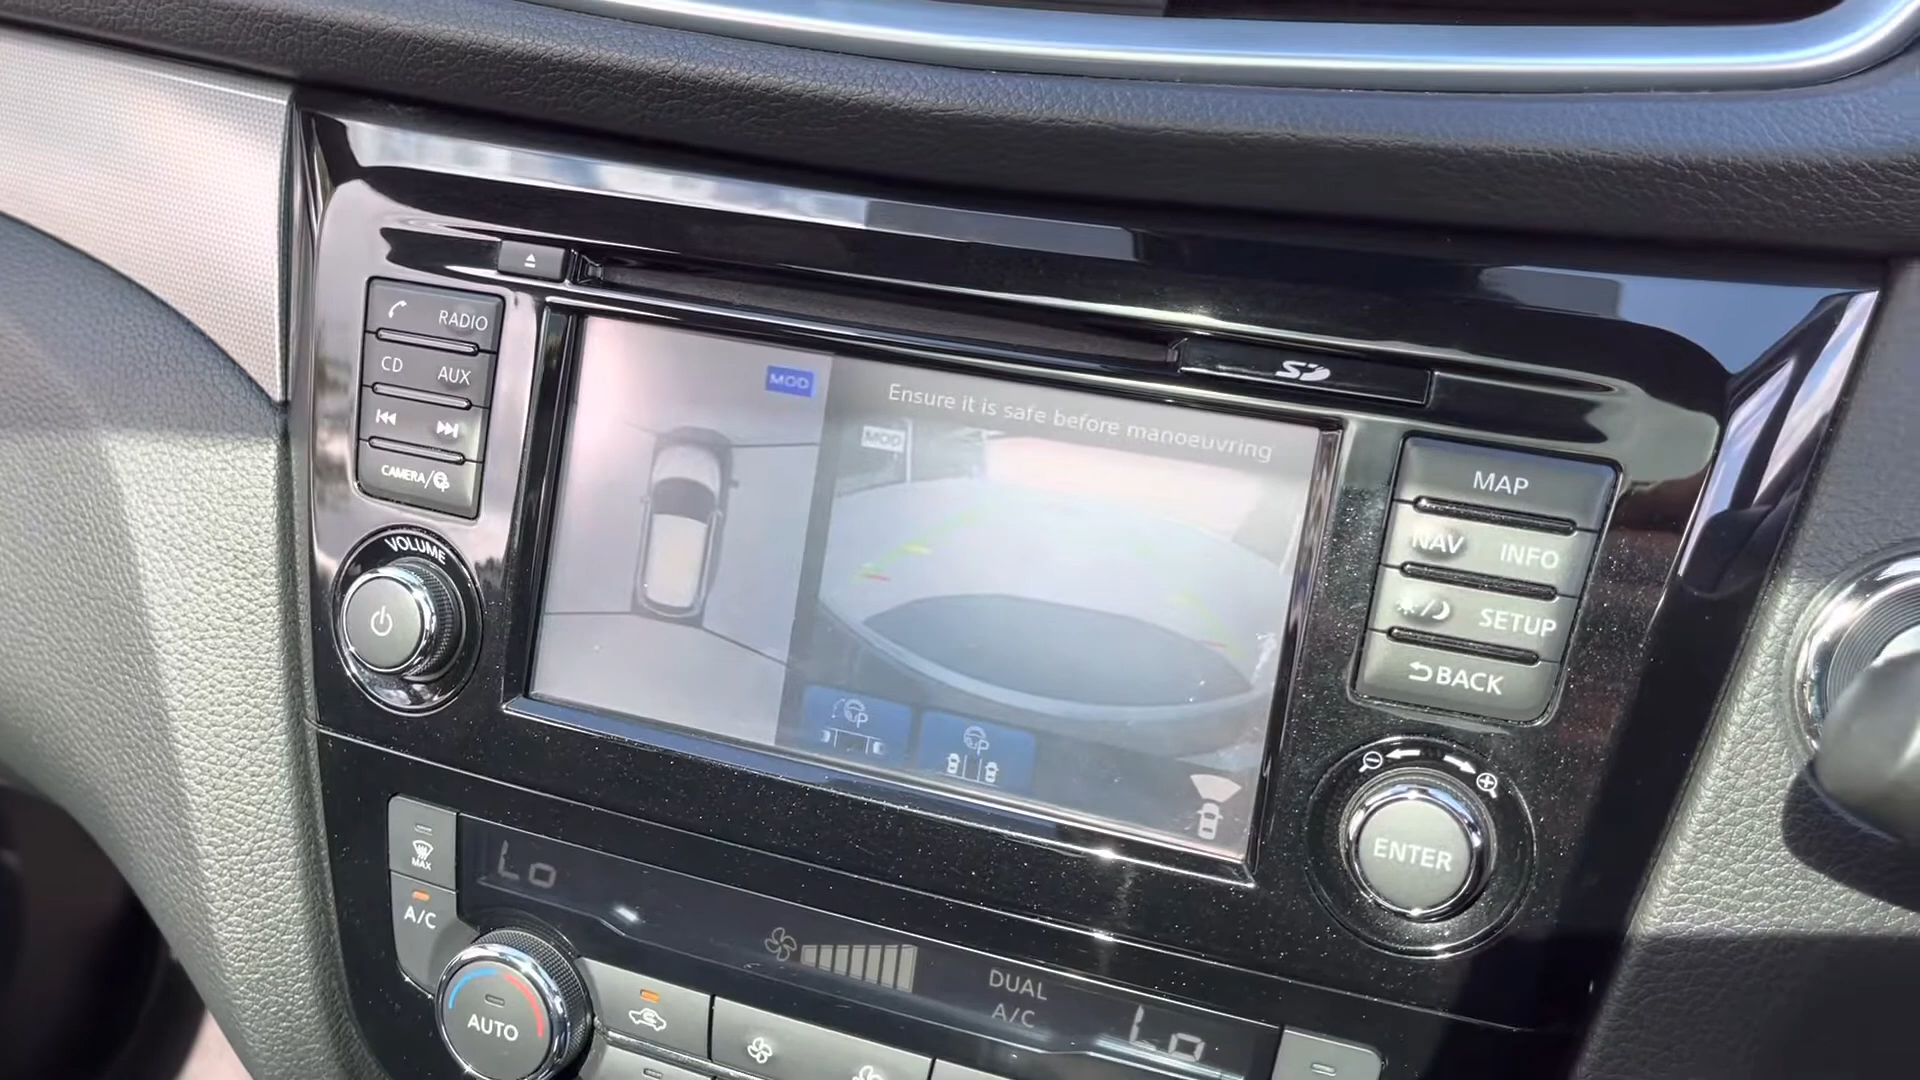 RADIO
CD AUX
CAMERA/
VOLUME
MOD
Ensure it is safe before manoeuvring
MOD
P
P
SD
MAP
NAV INFO
SETUP
BACK
ENTER
MAX
A/C
Lo
AUTO
DUAL
A/C
Lo